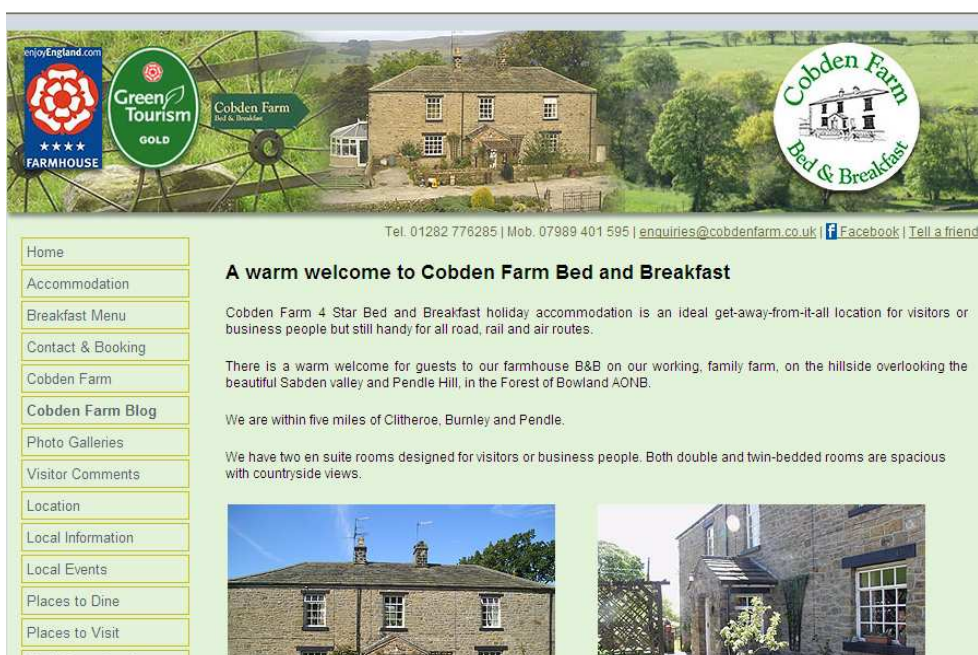 enjoyEngland.com
★★★★
FARMHOUSE
Green
Tourism
GOLD
Cobden Farm
Bed & Breakfast
Cobden Farm
Bed & Breakfast
Tel. 01282 776285 | Mob. 07989 401 595 | enquiries@cobdenfarm.co.uk | f Facebook | Tell a friend
Home
Accommodation
Breakfast Menu
Contact & Booking
Cobden Farm
Cobden Farm Blog
Photo Galleries
Visitor Comments
Location
Local Information
Local Events
Places to Dine
Places to Visit
A warm welcome to Cobden Farm Bed and Breakfast
Cobden Farm 4 Star Bed and Breakfast holiday accommodation is an ideal get-away-from-it-all location for visitors or
business people but still handy for all road, rail and air routes.
There is a warm welcome for guests to our farmhouse B&B on our working, family farm, on the hillside overlooking the
beautiful Sabden valley and Pendle Hill, in the Forest of Bowland AONB.
We are within five miles of Clitheroe, Burnley and Pendle.
We have two en suite rooms designed for visitors or business people. Both double and twin-bedded rooms are spacious
with countryside views.